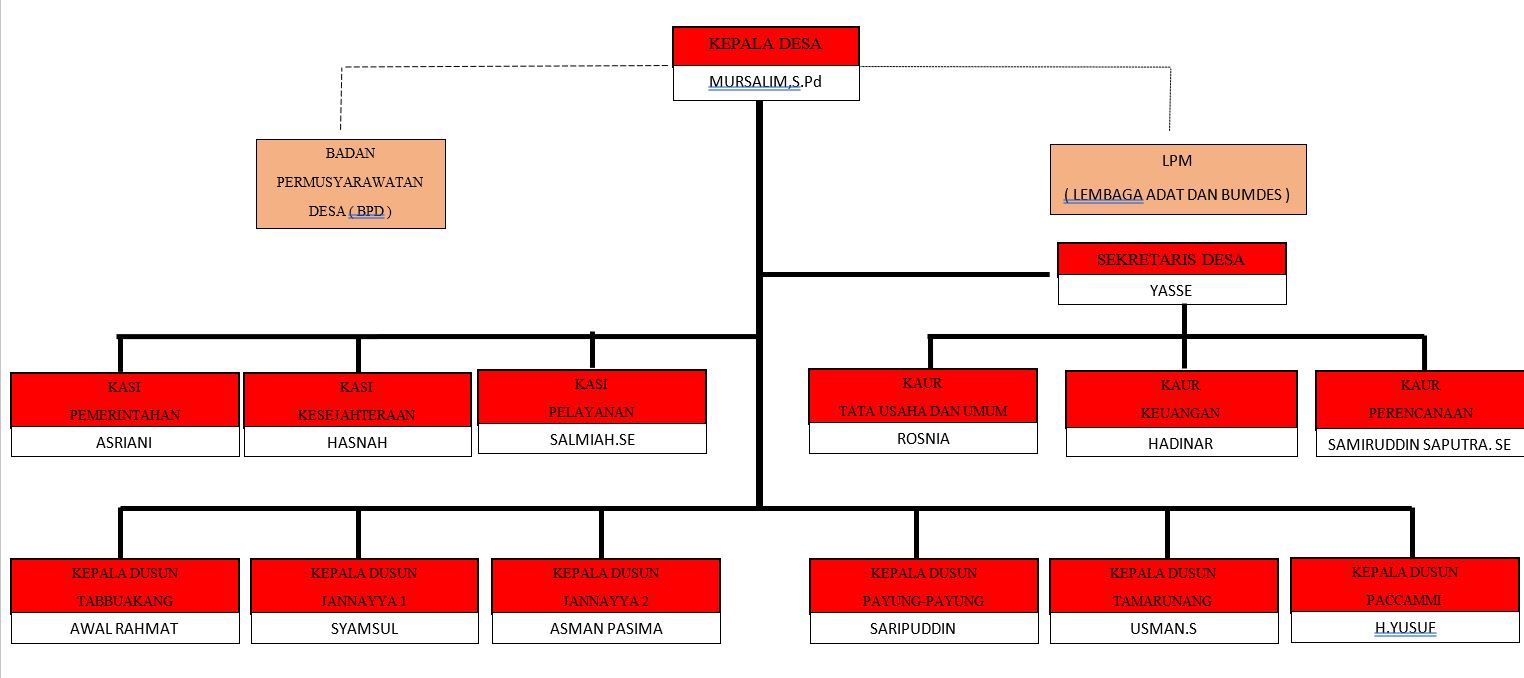 KEPALA DESA
MURSALIM,S.Pd
BADAN
PERMUSYARAWATAN
DESA ( BPD )
LPM
( LEMBAGA ADAT DAN BUMDES )
SEKRETARIS DESA
YASSE
KASI
PEMERINTAHAN
ASRIANI
KASI
KESEJAHTERAAN
HASNAH
KASI
PELAYANAN
SALMIAH.SE
KAUR
TATA USAHA DAN UMUM
ROSNIA
KAUR
KEUANGAN
HADINAR
KAUR
PERENCANAAN
SAMIRUDDIN SAPUTRA. SE
KEPALA DUSUN
TABBUAKANG
AWAL RAHMAT
KEPALA DUSUN
JANNAYYA 1
SYAMSUL
KEPALA DUSUN
JANNAYYA 2
ASMAN PASIMA
KEPALA DUSUN
PAYUNG-PAYUNG
SARIPUDDIN
KEPALA DUSUN
TAMARUNANG
USMAN.S
KEPALA DUSUN
PACCAMMI
H.YUSUF